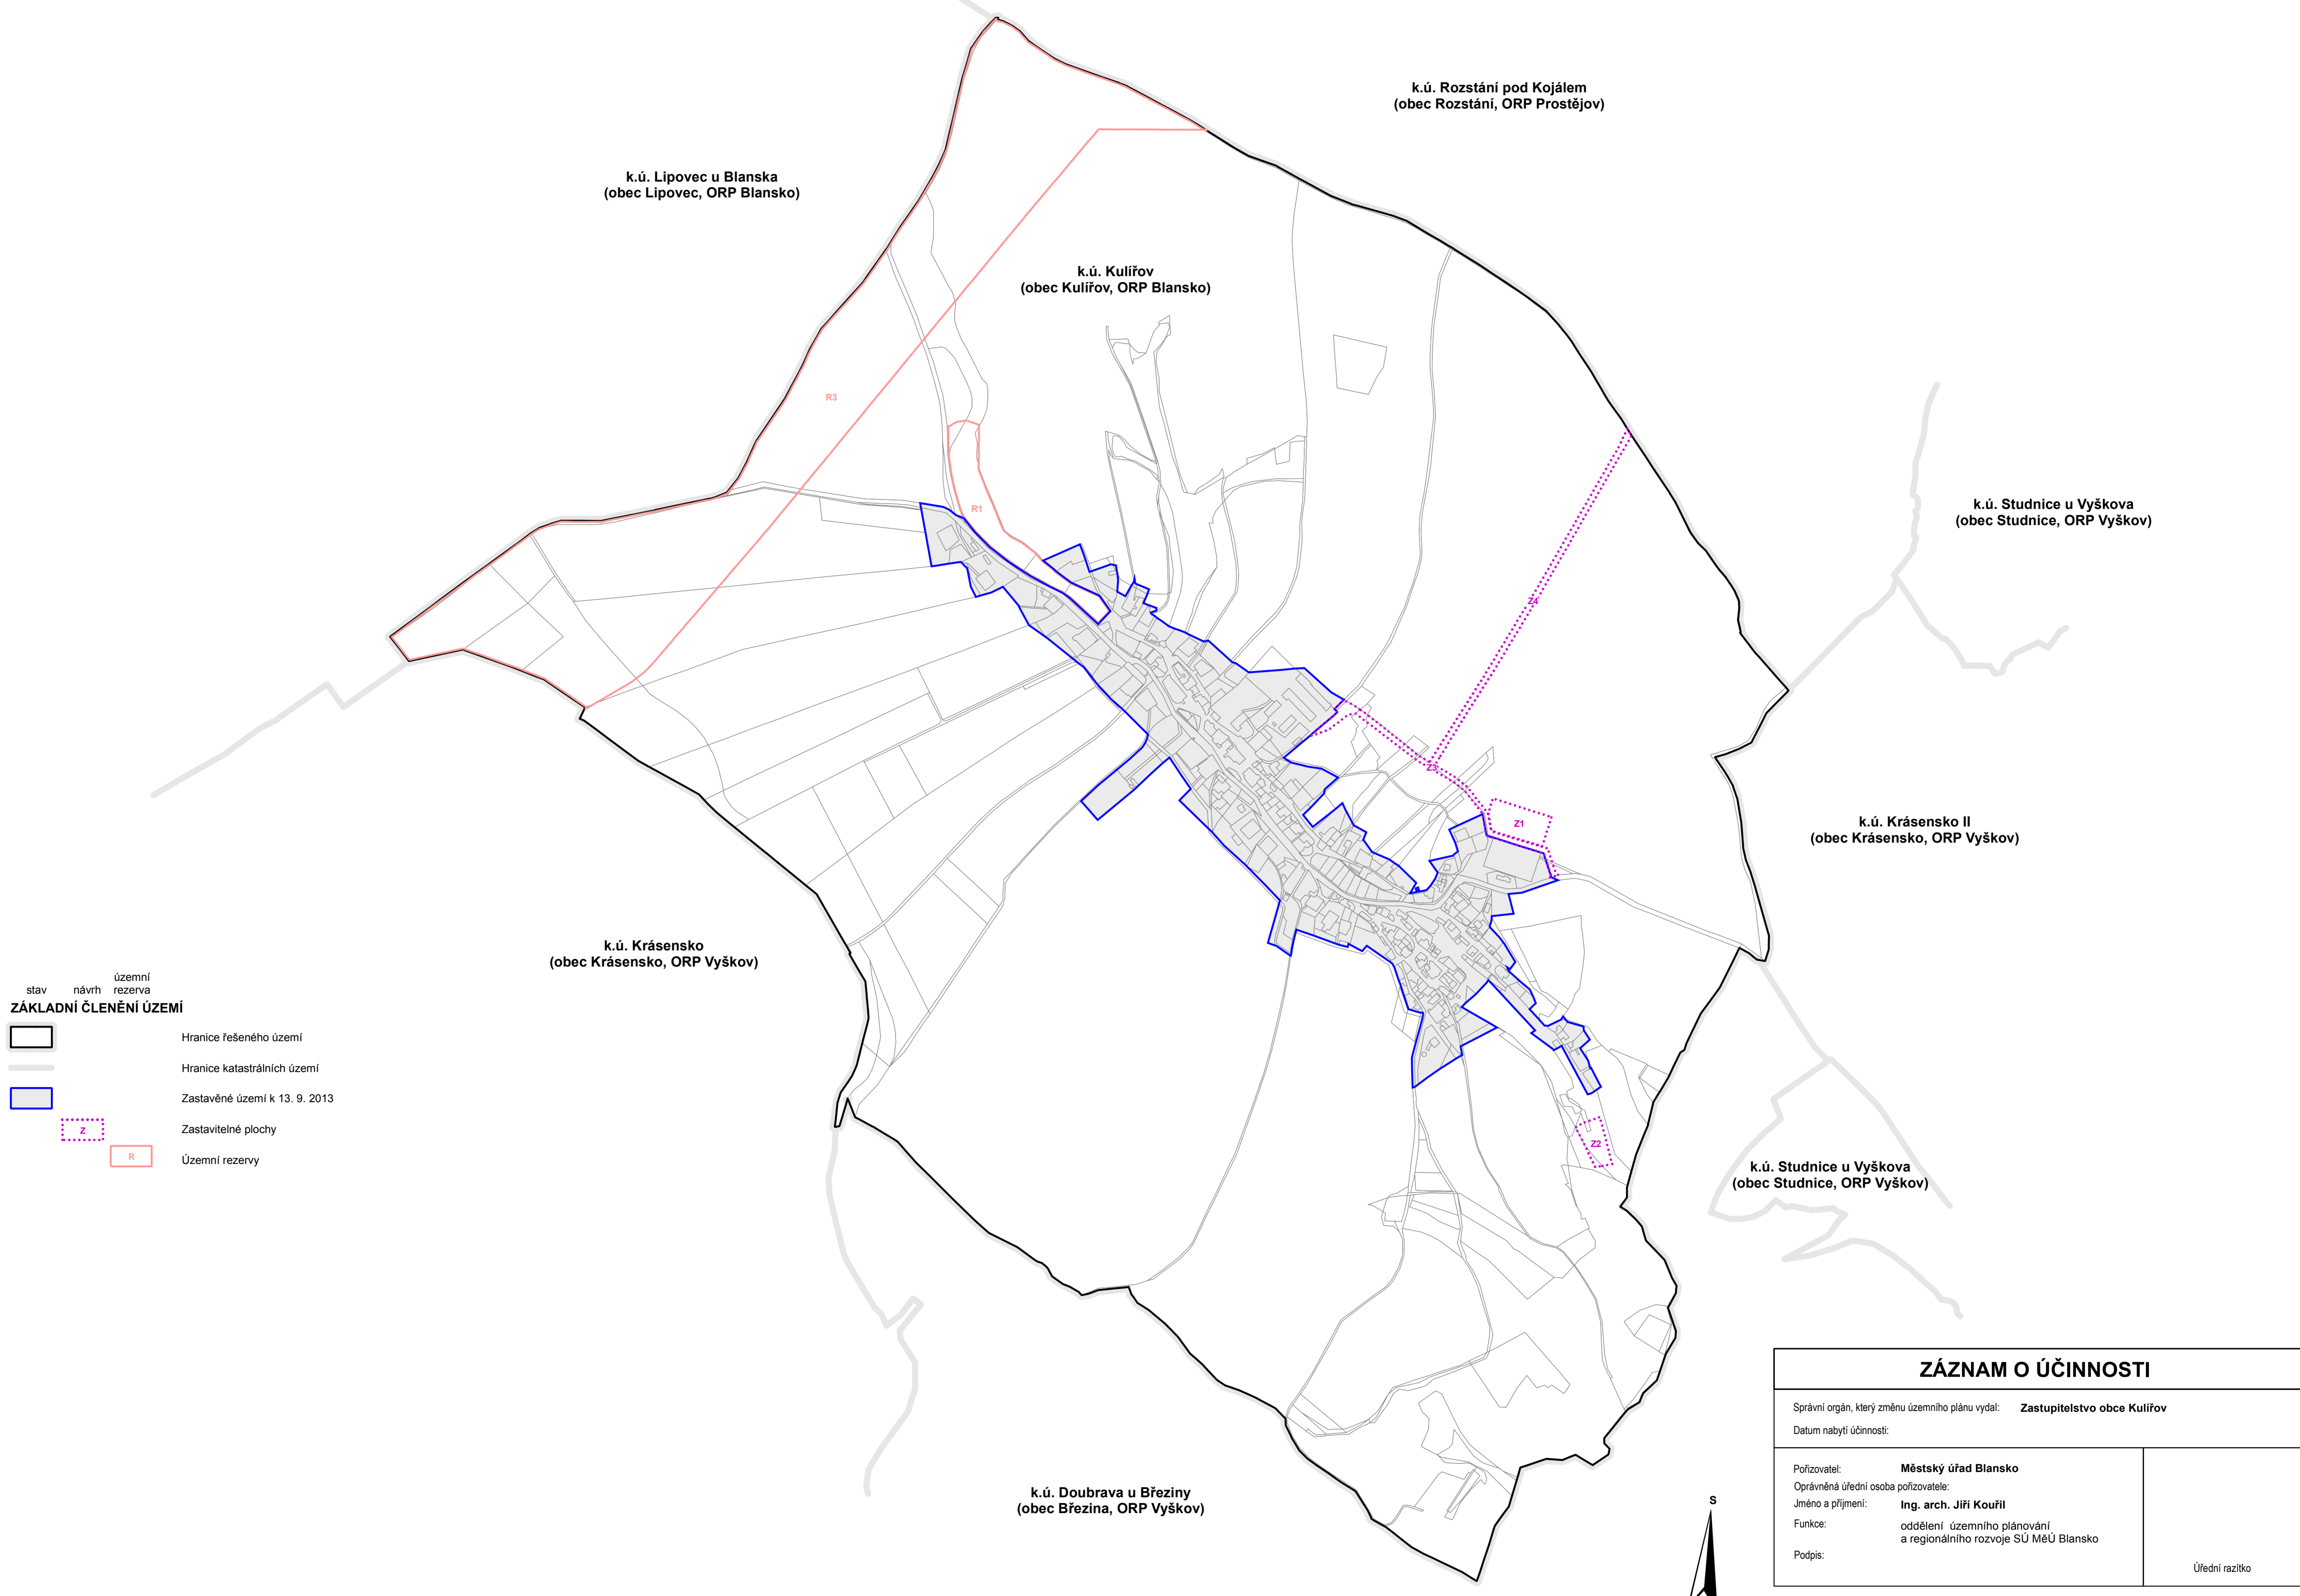 k.ú. Rozstání pod Kojálem
(obec Rozstání, ORP Prostějov)
k.ú. Lipovec u Blanska
(obec Lipovec, ORP Blansko)
k.ú. Kulířov
(obec Kulířov, ORP Blansko)
R3
R1
k.ú. Studnice u Vyškova
(obec Studnice, ORP Vyškov)
Z4
Z3
Z1
k.ú. Krásensko II
(obec Krásensko, ORP Vyškov)
k.ú. Krásensko
(obec Krásensko, ORP Vyškov)
Z2
k.ú. Studnice u Vyškova
(obec Studnice, ORP Vyškov)
k.ú. Doubrava u Březiny
(obec Březina, ORP Vyškov)
stav návrh územní rezerva
ZÁKLADNÍ ČLENĚNÍ ÚZEMÍ
Hranice řešeného území
Hranice katastrálních území
Zastavěné území k 13. 9. 2013
Z Zastavitelné plochy
R Územní rezervy
S
ZÁZNAM O ÚČINNOSTI
Správní orgán, který změnu územního plánu vydal: Zastupitelstvo obce Kulířov
Datum nabytí účinnosti:
Pořizovatel: Městský úřad Blansko
Oprávněná úřední osoba pořizovatele:
Jméno a příjmení: Ing. arch. Jiří Kouřil
Funkce: oddělení územního plánování
a regionálního rozvoje SÚ MěÚ Blansko
Podpis:
Úřední razítko